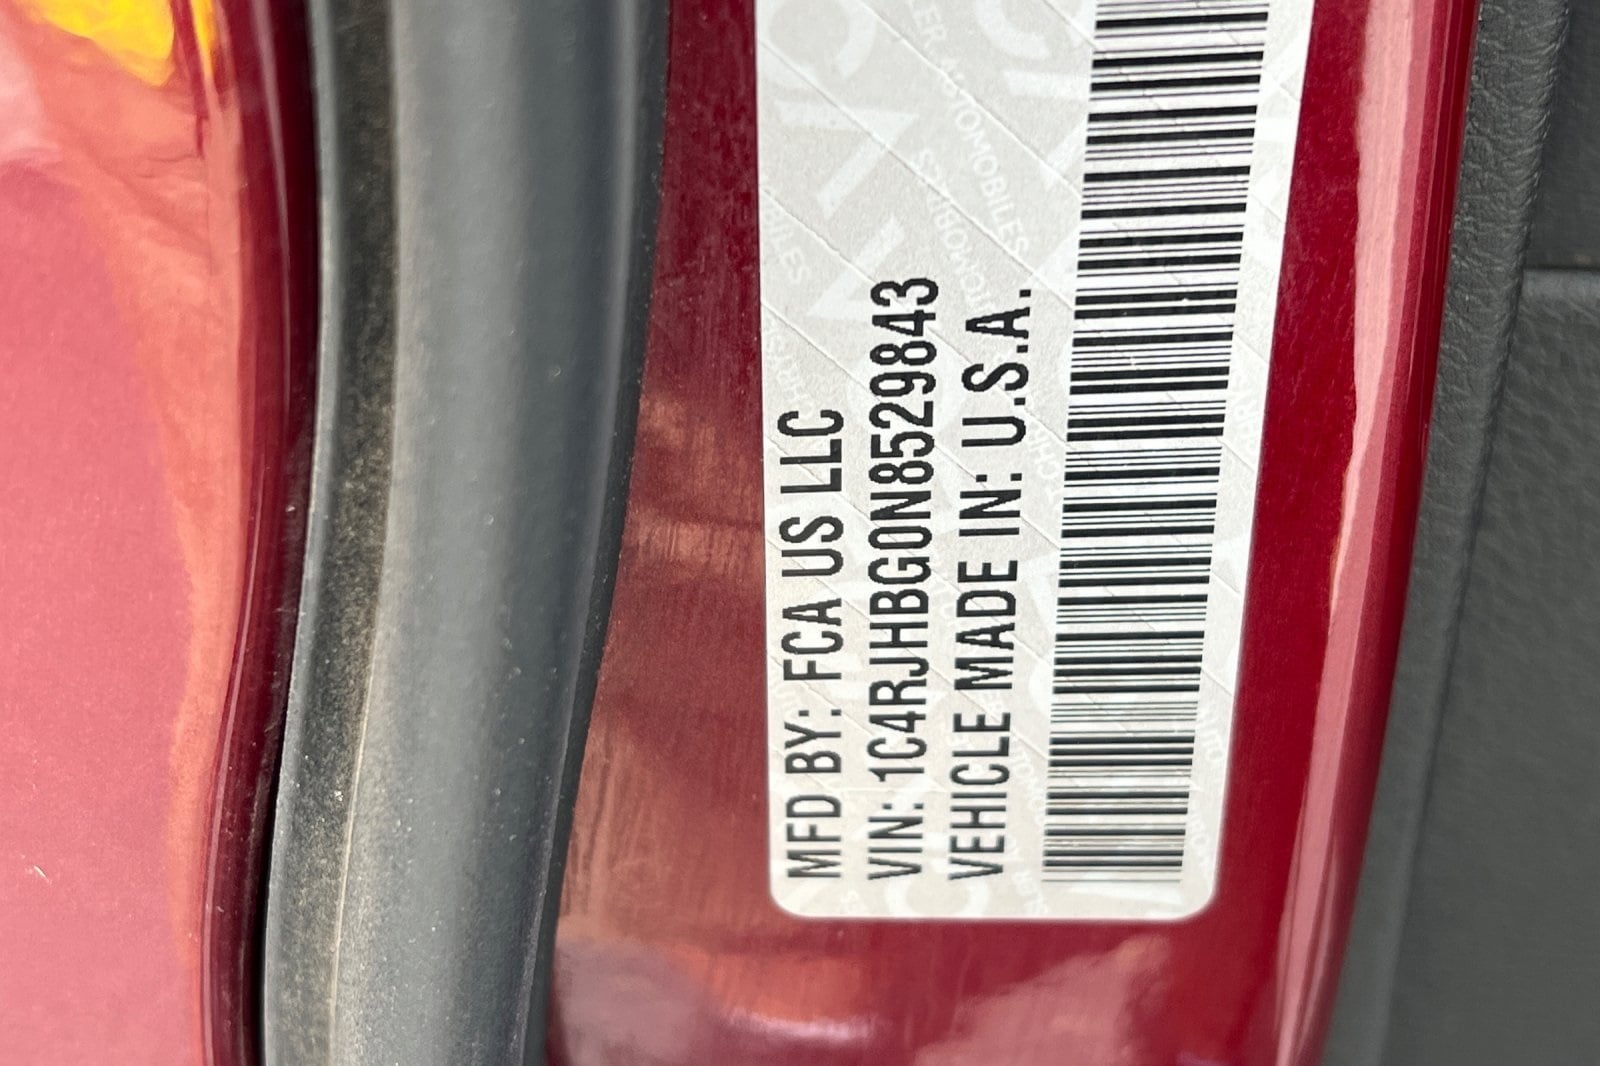 MFD BY: FCA US LLC
VIN: 1C4RJHBG0N8529843
VEHICLE MADE IN: U.S.A.